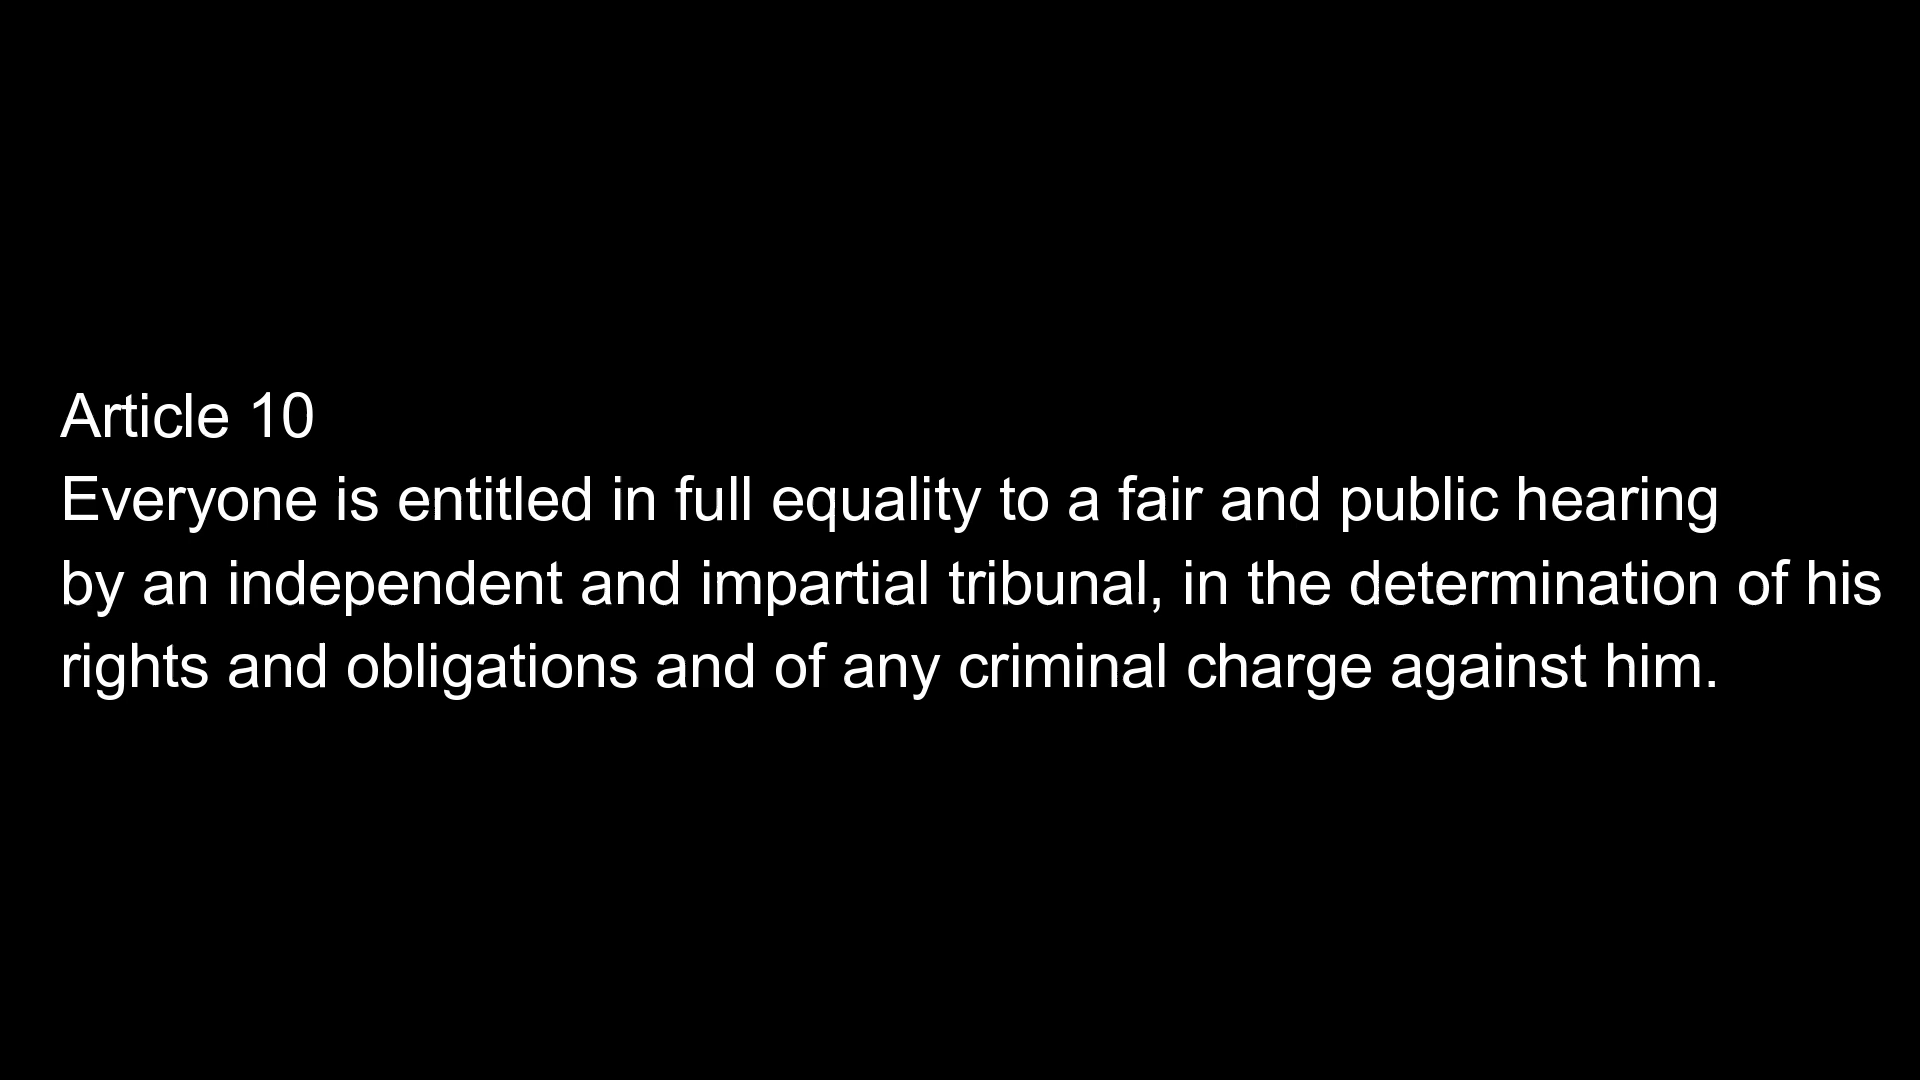 Article 10
Everyone is entitled in full equality to a fair and public hearing
by an independent and impartial tribunal, in the determination of his
rights and obligations and of any criminal charge against him.